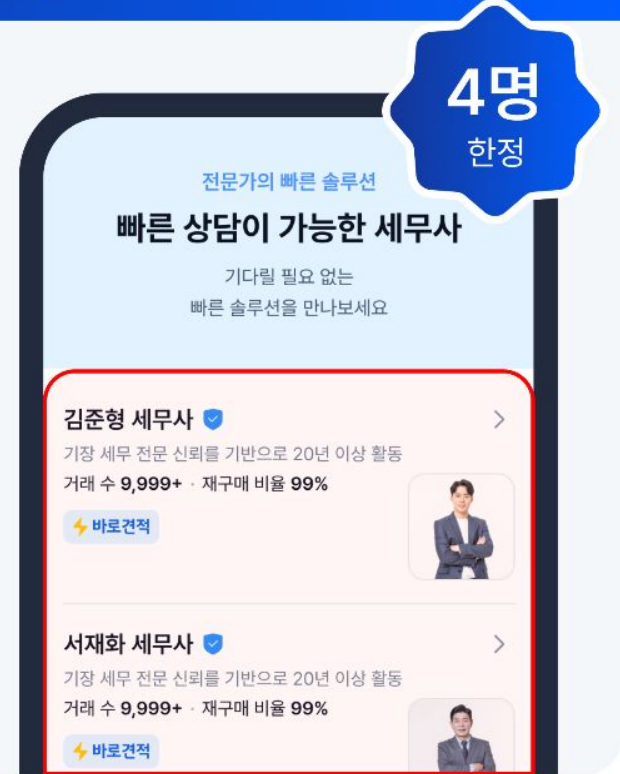 4명
한정
전문가의 빠른 솔루션
빠른 상담이 가능한 세무사
기다릴 필요 없는
빠른 솔루션을 만나보세요
김준형 세무사
기장 세무 전문 신뢰를 기반으로 20년 이상 활동
거래 수 9,999+ · 재구매 비율 99%
바로견적
서재화 세무사
기장 세무 전문 신뢰를 기반으로 20년 이상 활동
거래 수 9,999+ · 재구매 비율 99%
바로견적